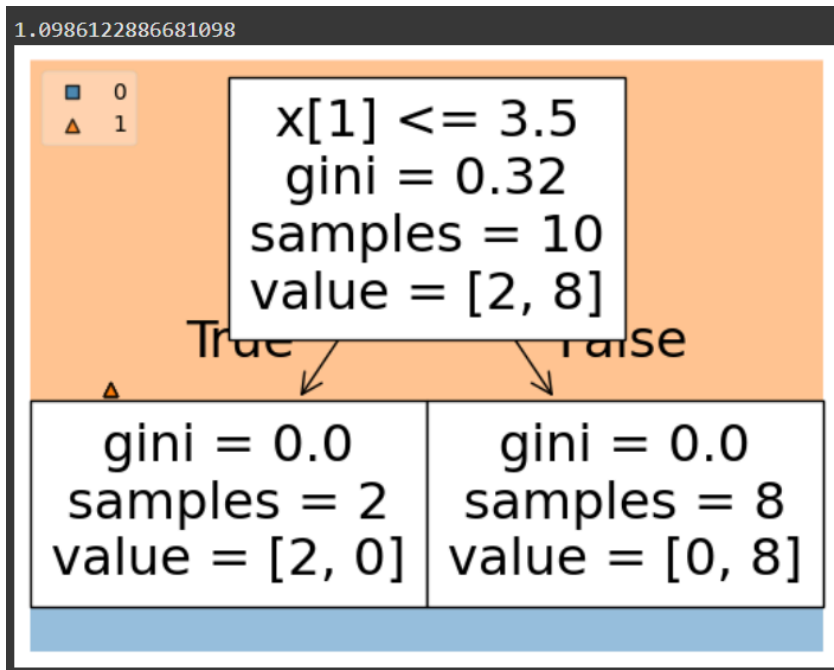 1.0986122886681098
0
1
x[1] <= 3.5
gini = 0.32
samples = 10
value = [2, 8]
True
False
gini = 0.0
samples = 2
value = [2, 0]
gini = 0.0
samples = 8
value = [0, 8]